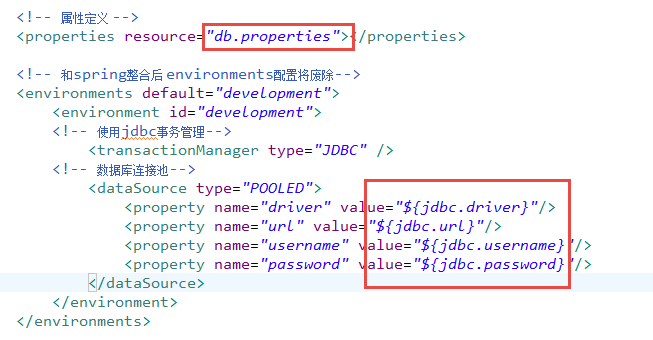 <!-- 属性定义 -->
<properties resource="db.properties"></properties>
<!-- 和spring整合后 environments配置将废除-->
<environments default="development">
<environment id="development">
<!-- 使用jdbc事务管理-->
<transactionManager type="JDBC" />
<!-- 数据库连接池-->
<dataSource type="POOLED">
<property name="driver" value="${jdbc.driver}"/>
<property name="url" value="${jdbc.url}"/>
<property name="username" value="${jdbc.username}"/>
<property name="password" value="${jdbc.password}"/>
</dataSource>
</environment>
</environments>